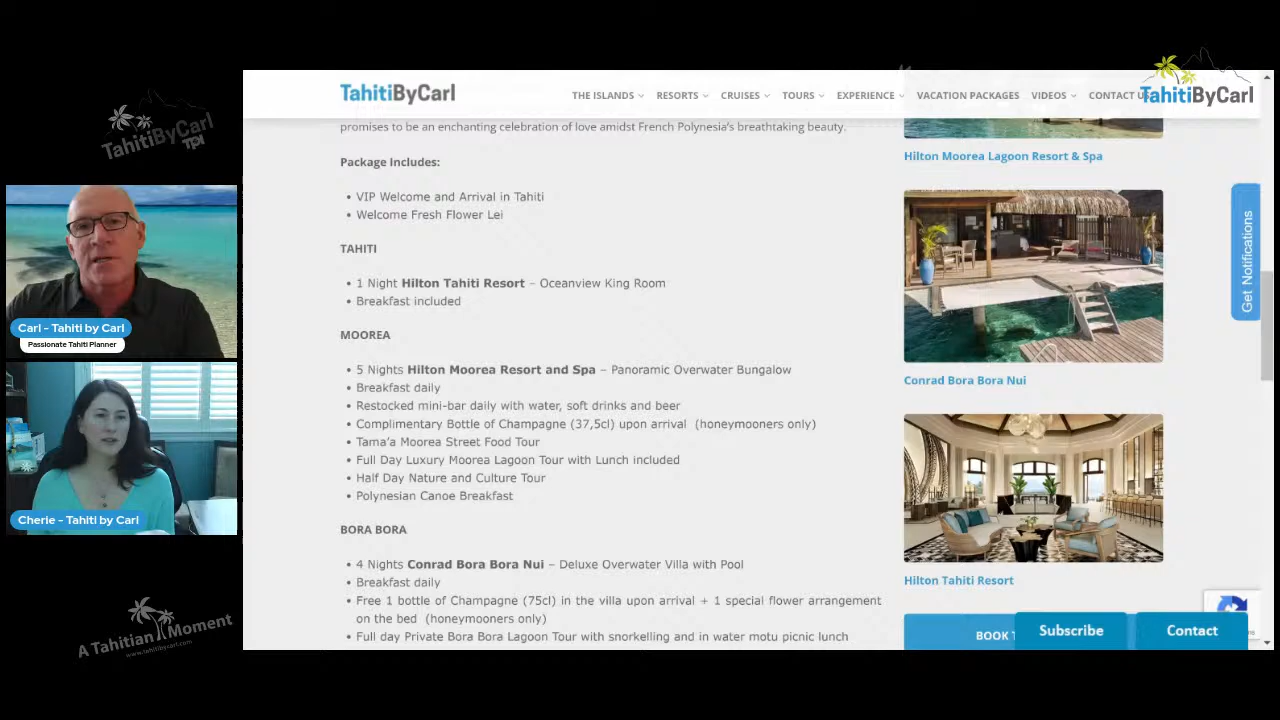 TahitiByCarl
THE ISLANDS RESORTS CRUISES TOURS EXPERIENCE VACATION PACKAGES VIDEOS CONTACT US
TahitiByCarl
TahitiByCarl
TPI
promises to be an enchanting celebration of love amidst French Polynesia's breathtaking beauty.
Package Includes:
• VIP Welcome and Arrival in Tahiti
• Welcome Fresh Flower Lei
TAHITI
• 1 Night Hilton Tahiti Resort – Oceanview King Room
• Breakfast included
MOOREA
• 5 Nights Hilton Moorea Resort and Spa – Panoramic Overwater Bungalow
• Breakfast daily
• Restocked mini-bar daily with water, soft drinks and beer
• Complimentary Bottle of Champagne (37,5cl) upon arrival (honeymooners only)
• Tama'a Moorea Street Food Tour
• Full Day Luxury Moorea Lagoon Tour with Lunch included
• Half Day Nature and Culture Tour
• Polynesian Canoe Breakfast
BORA BORA
• 4 Nights Conrad Bora Bora Nui – Deluxe Overwater Villa with Pool
• Breakfast daily
• Free 1 bottle of Champagne (75cl) in the villa upon arrival + 1 special flower arrangement
on the bed (honeymooners only)
• Full day Private Bora Bora Lagoon Tour with snorkelling and in water motu picnic lunch
Hilton Moorea Lagoon Resort & Spa
Conrad Bora Bora Nui
Hilton Tahiti Resort
Get Notifications
BOOK
Subscribe
Contact
Carl - Tahiti by Carl
Passionate Tahiti Planner
Cherie - Tahiti by Carl
A Tahitian Moment
www.tahitibycarl.com